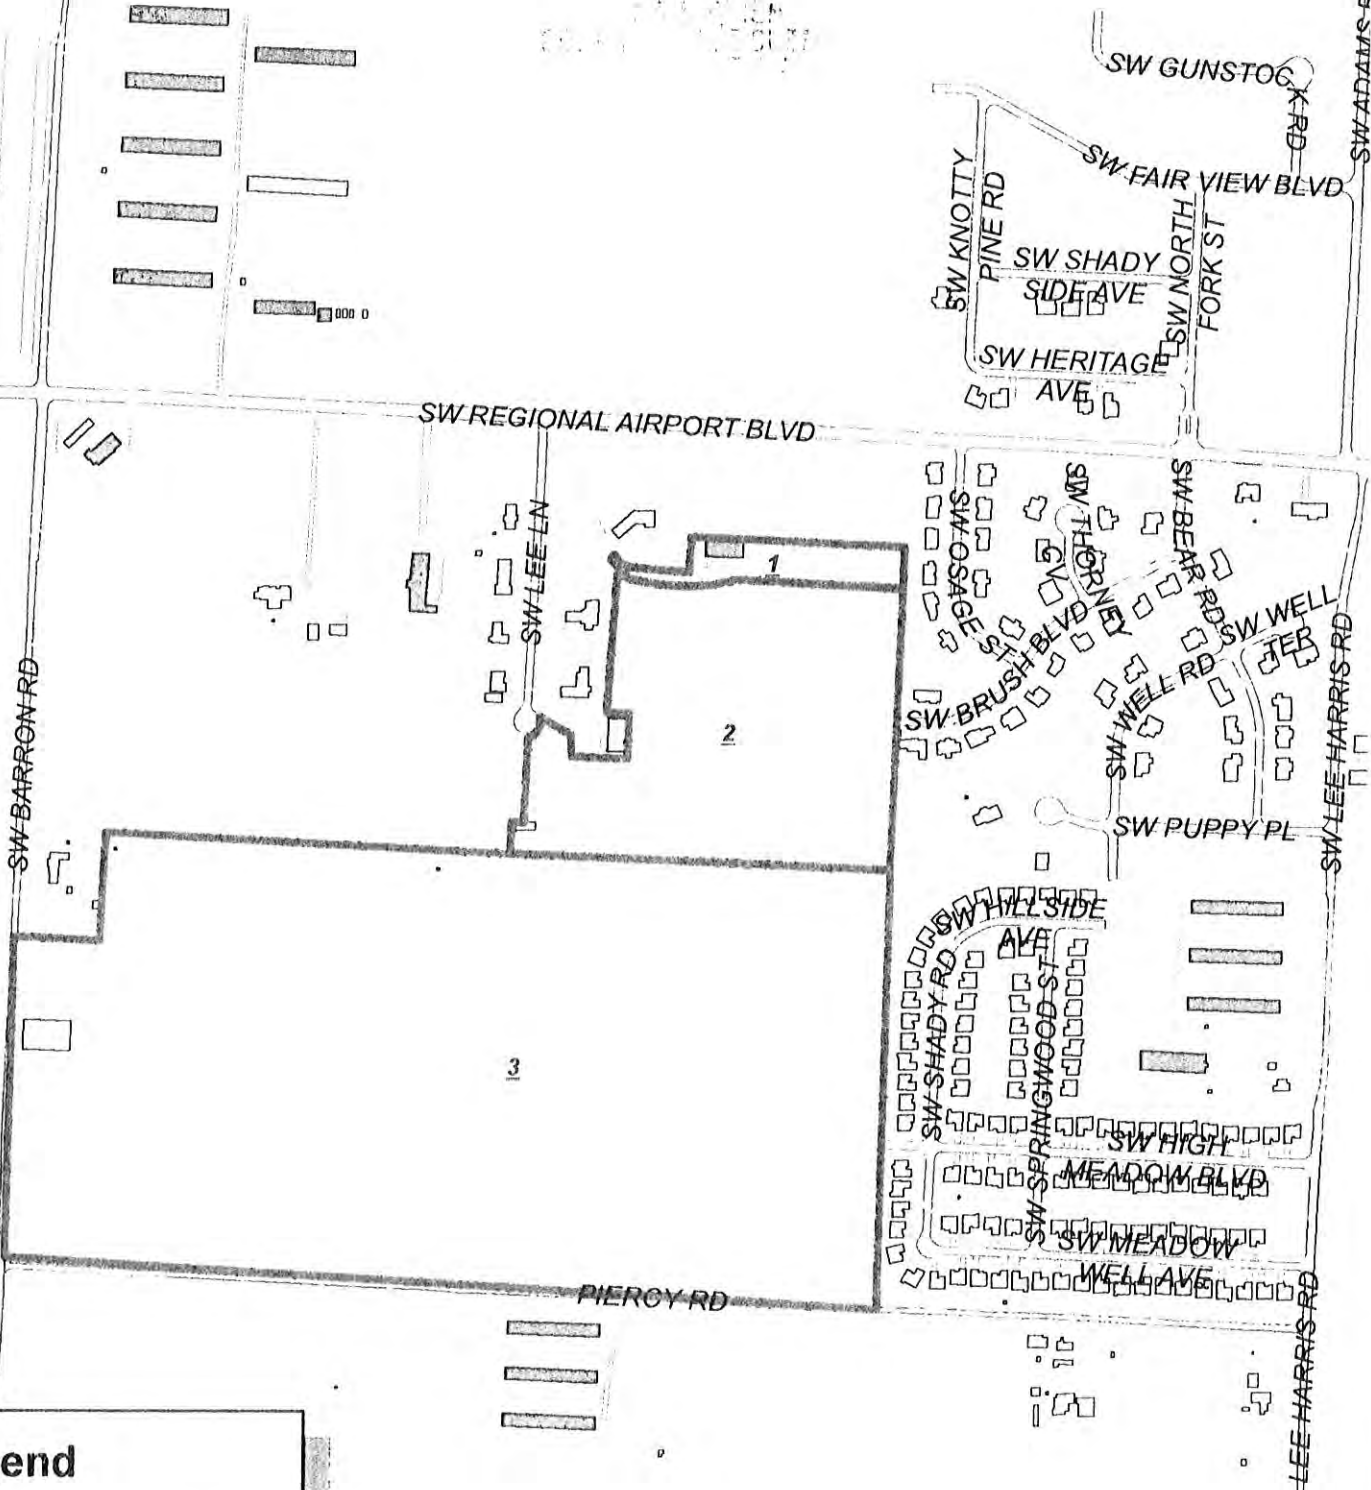 SW GUNSTOC
K RD
SW FAIR VIEW BLVD
SW KNOTTY
PINE RD
SW SHADY
SIDE AVE
SW NORTH
FORK ST
SW HERITAGE
AVE
SW REGIONAL AIRPORT BLVD
SW LEE LN
SW OSAGE ST
SW THORNEY
CV
SW BEAR RD
SW BRUSH BLVD
SW WELL
TER
SW WELL RD
SW BARRON RD
SW LEE HARRIS RD
1
2
3
SW PUPPY PL
SW HILLSIDE
AVE
SW SHADY RD
SW SPRINGWOOD ST
SW HIGH
MEADOW BLVD
SW MEADOW
WELL AVE
PIERCY RD
LEE HARRIS RD
end